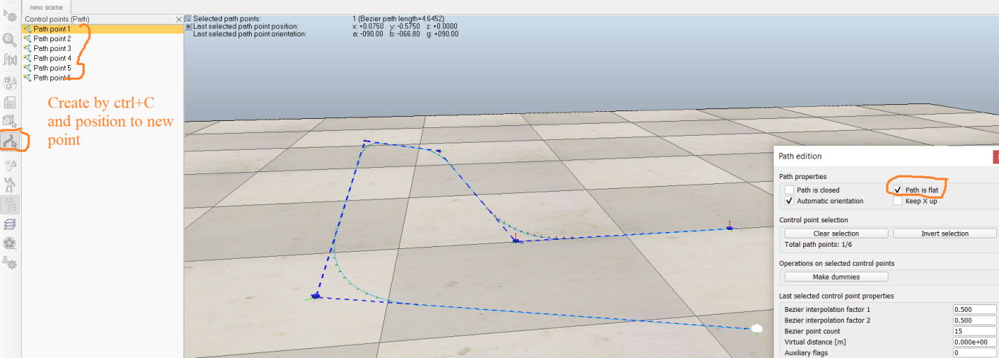 new scene
Control points (Path)
Path point 1
Path point 2
Path point 3
Path point 4
Path point 5
Path point 6
Create by ctrl+C
and position to new
point
f(x)
Selected path points: 1 (Bezier path length=4.6452)
Last selected path point position: x: +0.0750 y: -0.5750 z: +0.0000
Last selected path point orientation: a: -090.00 b: -066.80 g: +090.00
Path edition
Path properties
Path is closed Path is flat
Automatic orientation Keep X up
Control point selection
Clear selection Invert selection
Total path points: 1/6
Operations on selected control points
Make dummies
Last selected control point properties
Bezier interpolation factor 1 0.500
Bezier interpolation factor 2 0.500
Bezier point count 15
Virtual distance [m] 0.000e+00
Auxiliary flags 0